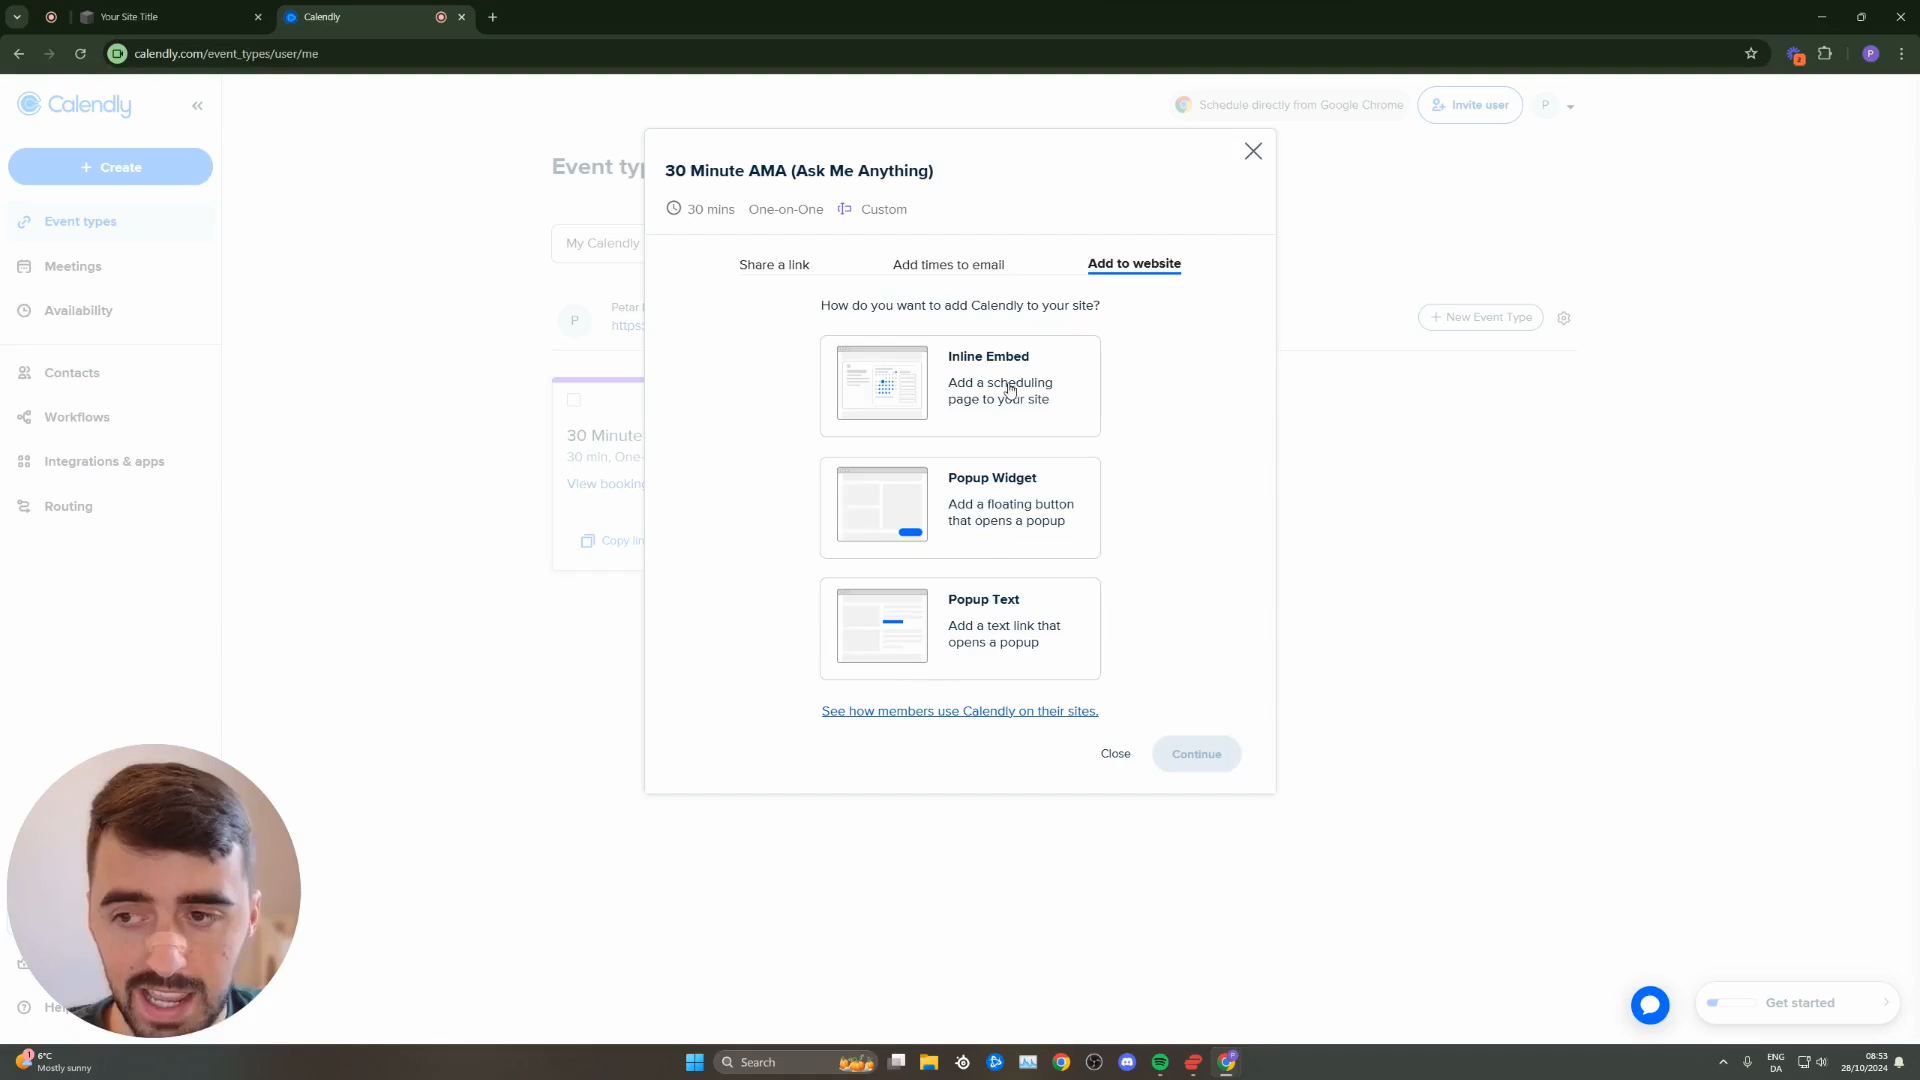 Your Site Title
Calendly
calendly.com/event_types/user/me
2
P
Calendly
Schedule directly from Google Chrome
Invite user
P
+ Create
Event types
Meetings
Availability
Contacts
Workflows
Integrations & apps
Routing
Event typ
My Calendly
P
Petar
https:
+ New Event Type
30 Minute
30 min, One-
View booking
Copy lin
30 Minute AMA (Ask Me Anything)
30 mins One-on-One Custom
Share a link
Add times to email
Add to website
How do you want to add Calendly to your site?
Inline Embed
Add a scheduling
page to your site
Popup Widget
Add a floating button
that opens a popup
Popup Text
Add a text link that
opens a popup
See how members use Calendly on their sites.
Close
Continue
Get started
1
6°C
Mostly sunny
Search
P
ENG
DA
08:53
28/10/2024